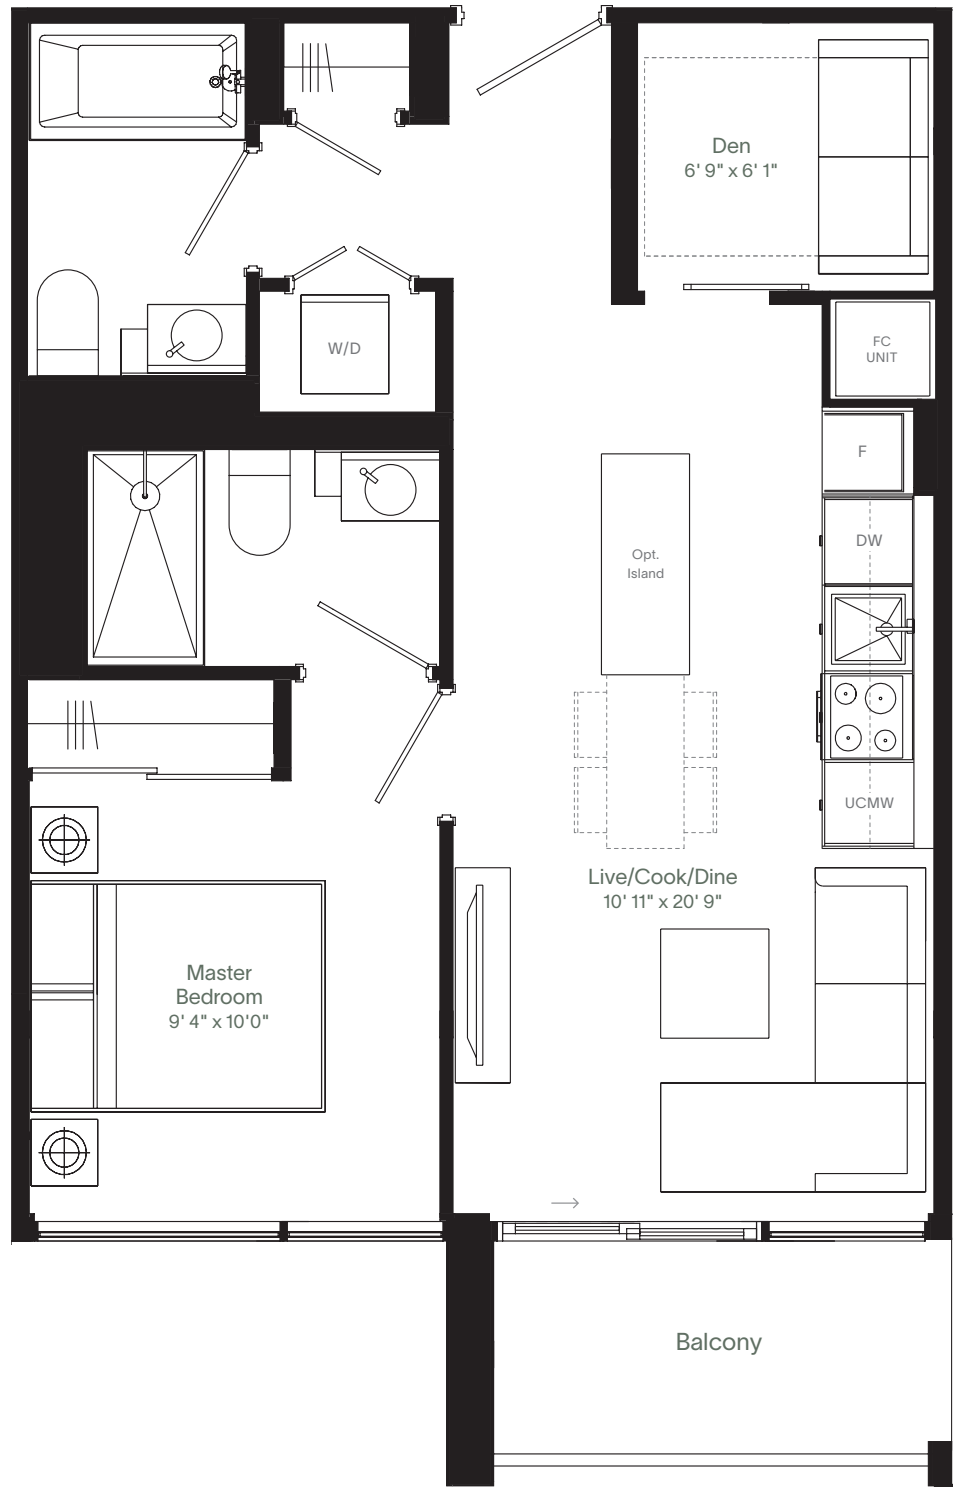 Den
6' 9" x 6' 1"
W/D
FC
UNIT
F
DW
Opt.
Island
UCMW
Live/Cook/Dine
10' 11" x 20' 9"
Master
Bedroom
9' 4" x 10'0"
Balcony